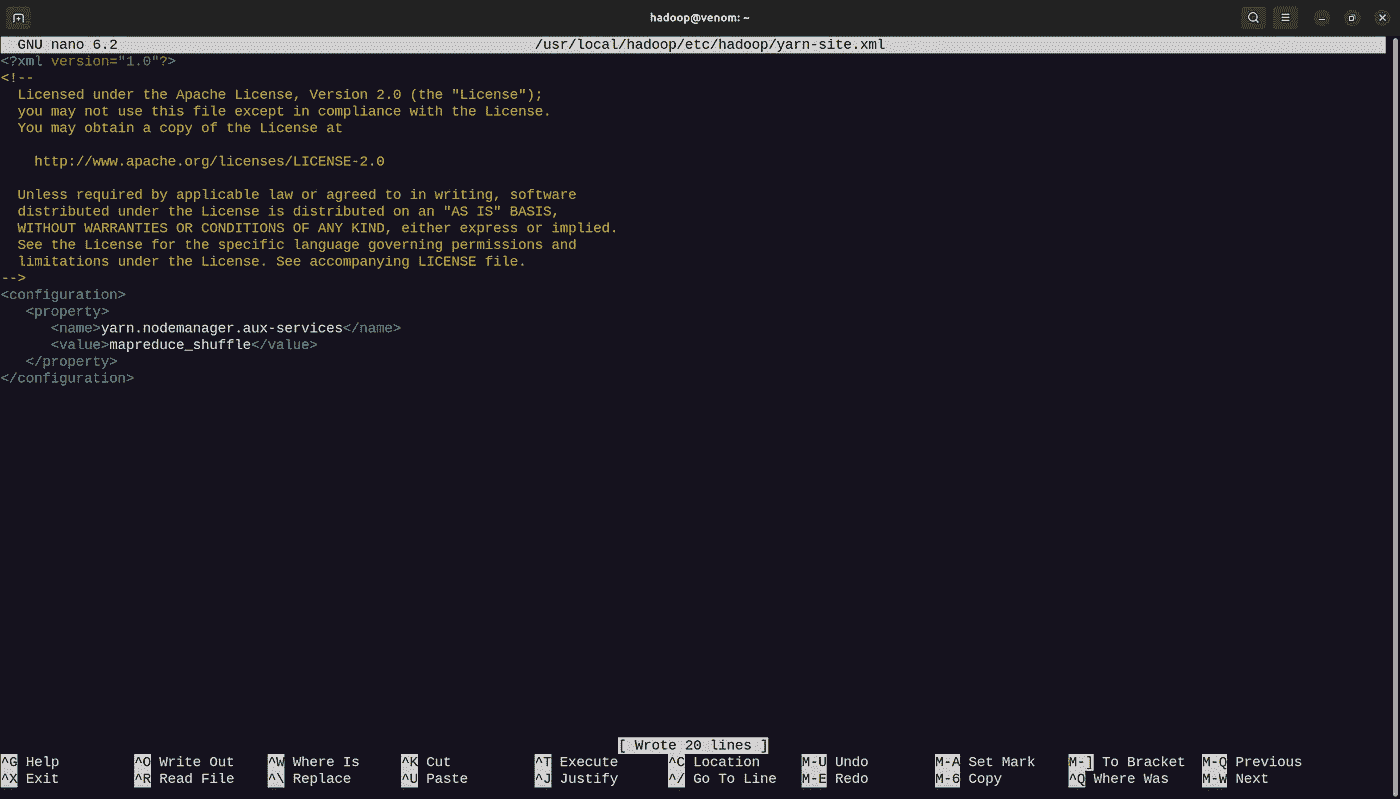 hadoop@venom: ~
GNU nano 6.2 /usr/local/hadoop/etc/hadoop/yarn-site.xml
<?xml version="1.0"?>
<!--
  Licensed under the Apache License, Version 2.0 (the "License");
  you may not use this file except in compliance with the License.
  You may obtain a copy of the License at

    http://www.apache.org/licenses/LICENSE-2.0

  Unless required by applicable law or agreed to in writing, software
  distributed under the License is distributed on an "AS IS" BASIS,
  WITHOUT WARRANTIES OR CONDITIONS OF ANY KIND, either express or implied.
  See the License for the specific language governing permissions and
  limitations under the License. See accompanying LICENSE file.
-->
<configuration>
   <property>
      <name>yarn.nodemanager.aux-services</name>
      <value>mapreduce_shuffle</value>
   </property>
</configuration>
[ Wrote 20 lines ]
^G Help ^O Write Out ^W Where Is ^K Cut ^T Execute ^C Location M-U Undo M-A Set Mark M-] To Bracket M-Q Previous
^X Exit ^R Read File ^\ Replace ^U Paste ^J Justify ^/ Go To Line M-E Redo M-6 Copy ^Q Where Was M-W Next